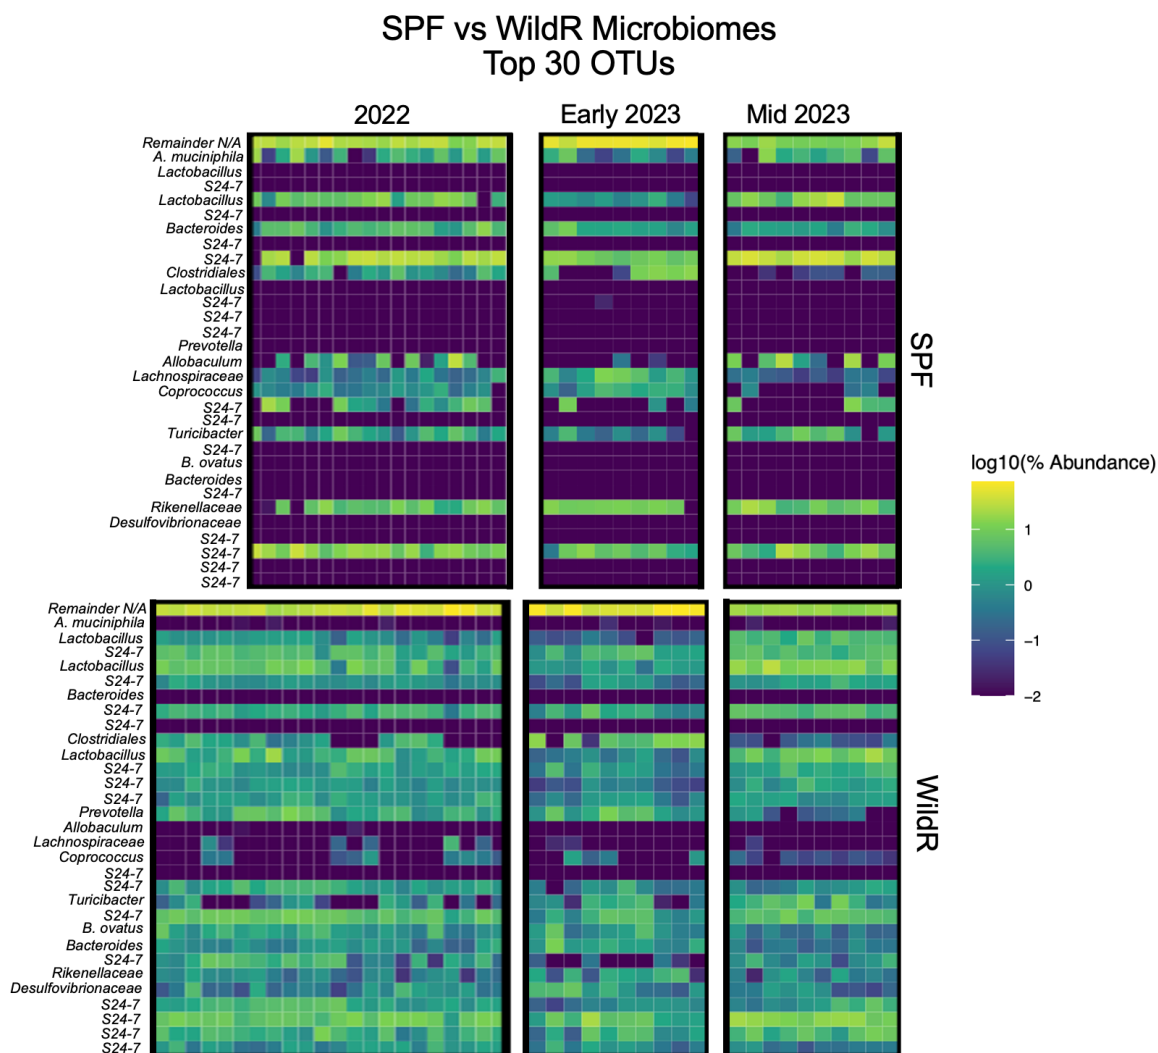 SPF vs WildR Microbiomes
Top 30 OTUs
2022
Early 2023
Mid 2023
Remainder N/A
A. muciniphila
Lactobacillus
S24-7
Lactobacillus
S24-7
Bacteroides
S24-7
S24-7
Clostridiales
Lactobacillus
S24-7
S24-7
S24-7
Prevotella
Allobaculum
Lachnospiraceae
Coprococcus
S24-7
S24-7
Turicibacter
S24-7
B. ovatus
Bacteroides
S24-7
Rikenellaceae
Desulfovibrionaceae
S24-7
S24-7
S24-7
S24-7
SPF
log10(% Abundance)
1
0
−1
−2
Remainder N/A
A. muciniphila
Lactobacillus
S24-7
Lactobacillus
S24-7
Bacteroides
S24-7
S24-7
Clostridiales
Lactobacillus
S24-7
S24-7
S24-7
Prevotella
Allobaculum
Lachnospiraceae
Coprococcus
S24-7
S24-7
Turicibacter
S24-7
B. ovatus
Bacteroides
S24-7
Rikenellaceae
Desulfovibrionaceae
S24-7
S24-7
S24-7
S24-7
WildR